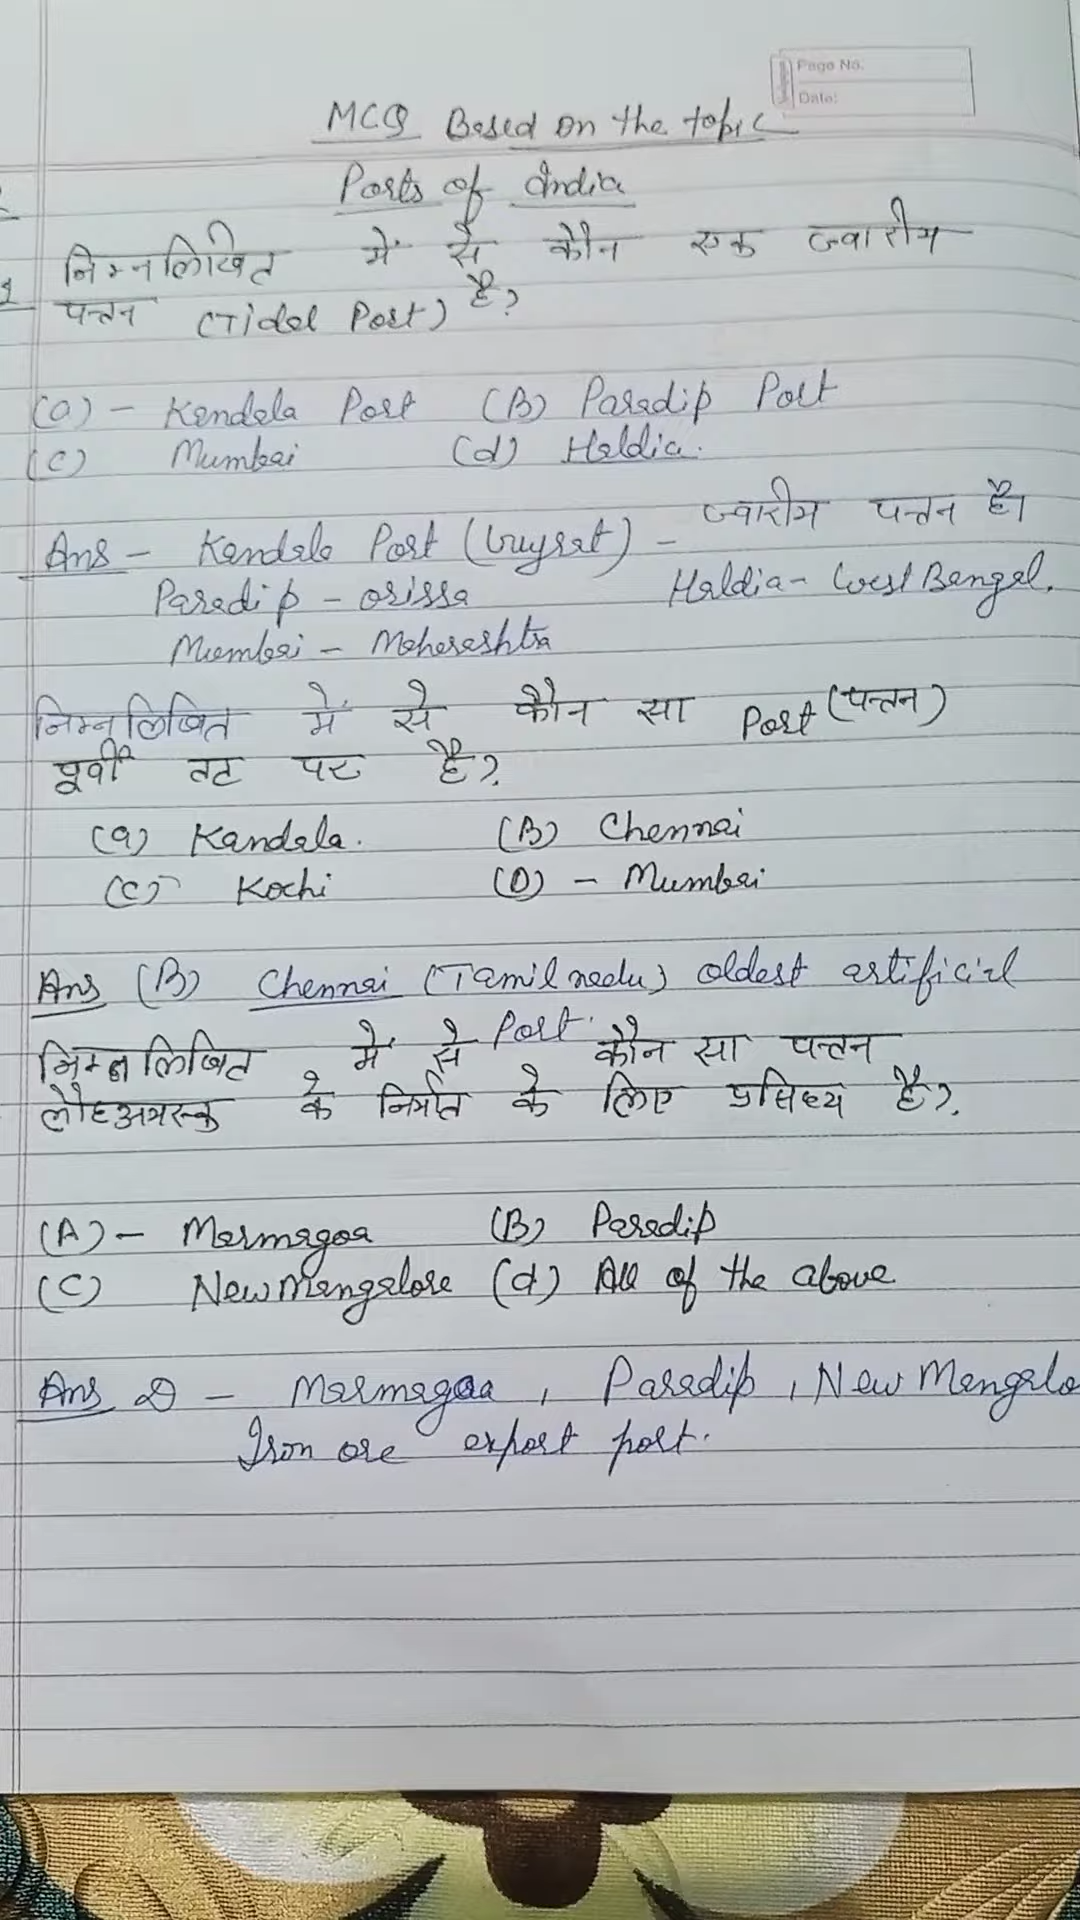 Page No.
Date:
MCQ Based on the topic
Ports of India
निम्नलिखित में से कौन एक ज्वारीय
पत्तन (Tidal Port) है?
(a) - Kandala Port (B) Paradip Port
(c) Mumbai (d) Haldia.
Ans - Kandala Port (Gujrat) - ज्वारीय पत्तन है।
Paradip - orissa Haldia - West Bengal.
Mumbai - Maharashtra
निम्नलिखित में से कौन सा Port (पत्तन)
पूर्वी तट पर है?
(a) Kandala. (B) Chennai
(c) Kochi (D) - Mumbai
Ans (B) Chennai (Tamil nadu) oldest artificial
Port.
निम्नलिखित में से कौन सा पत्तन
लौहअयस्क के निर्यात के लिए प्रसिध्य है?
(A) - Marmagoa (B) Paradip
(C) New Mangalore (d) All of the above
Ans D - Marmagoa, Paradip, New Mangalo
Iron ore export port.